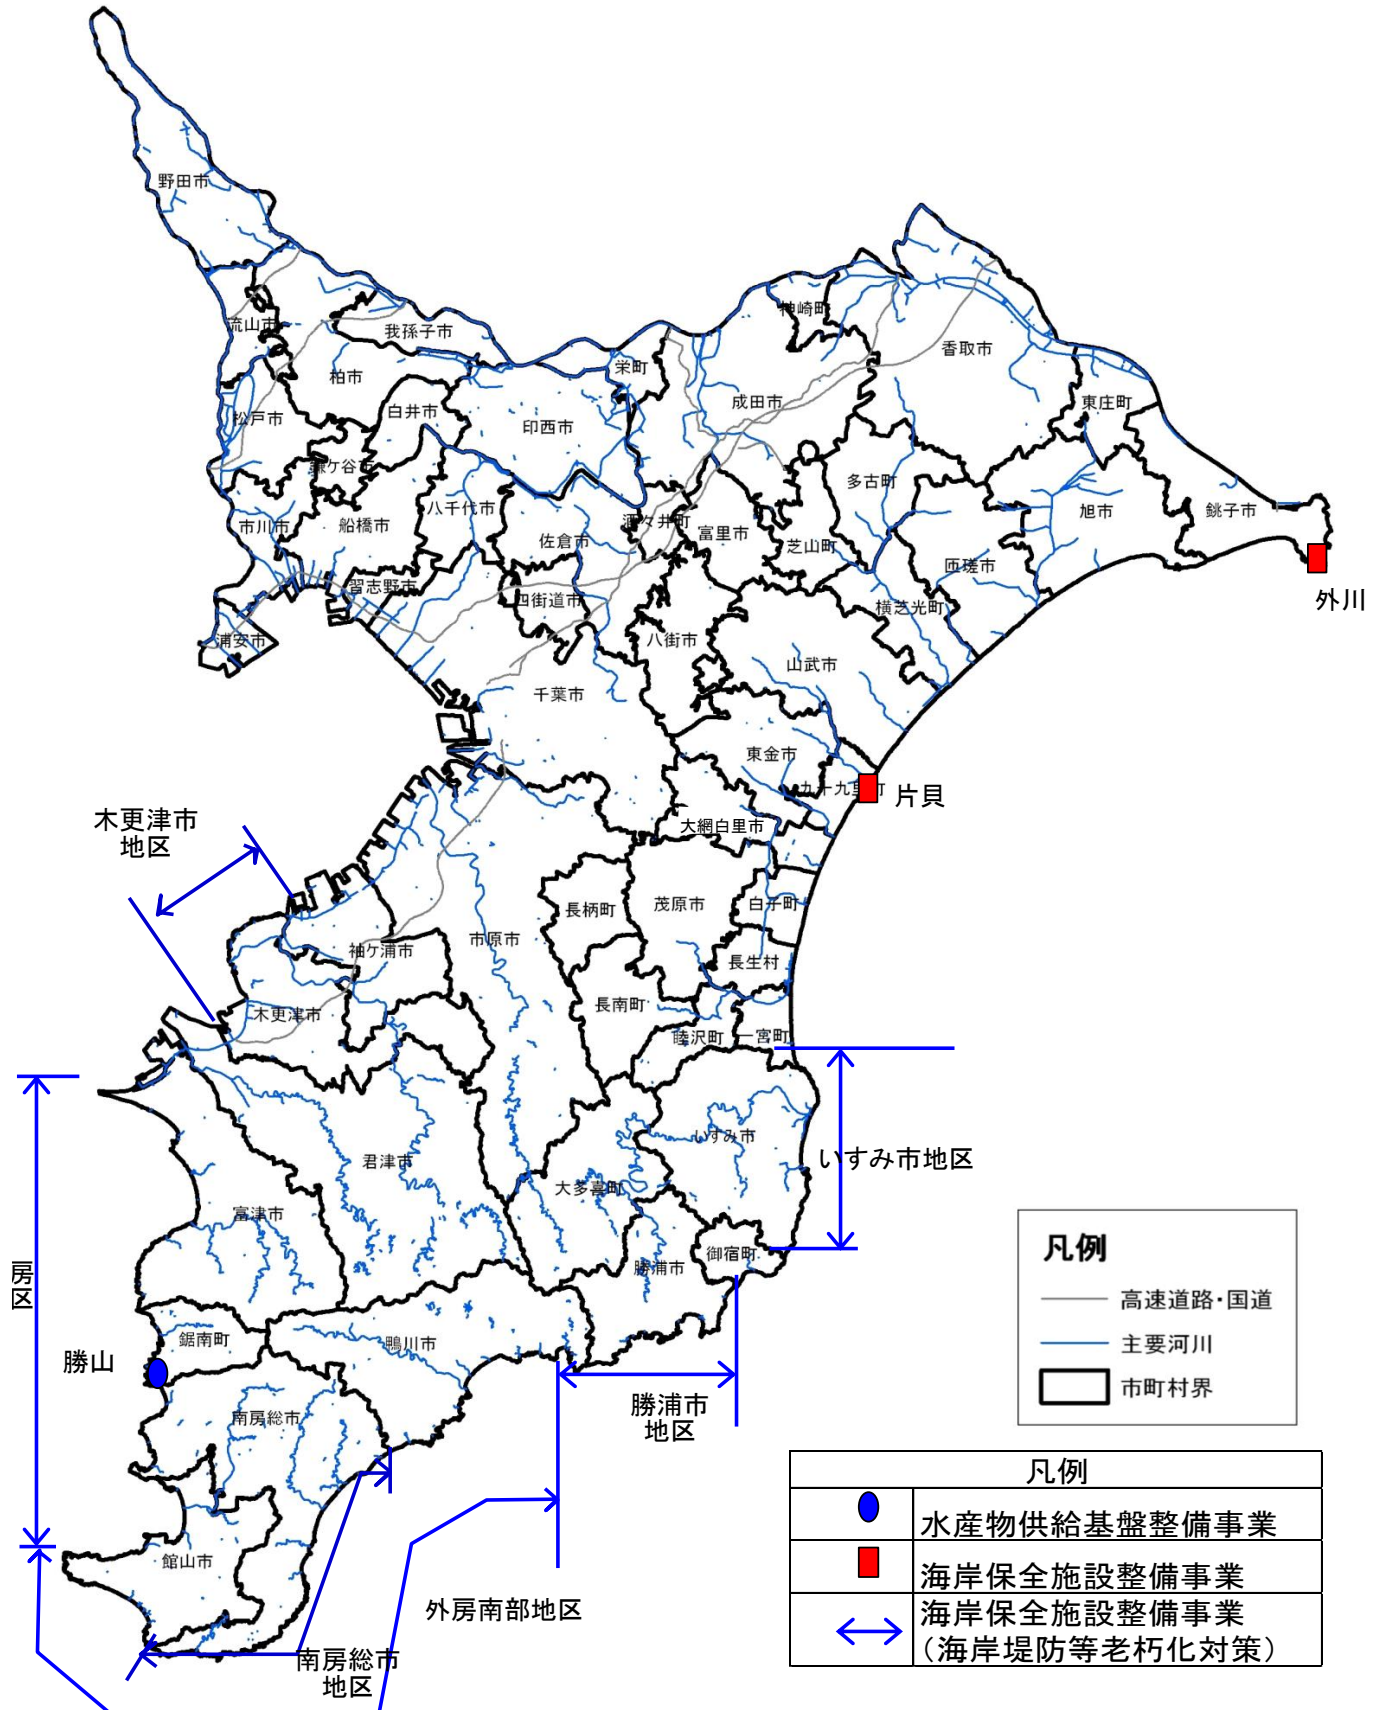 野田市
流山市
我孫子市
柏市
松戸市
白井市
鎌ケ谷市
印西市
栄町
神崎町
香取市
成田市
東庄町
多古町
旭市
銚子市
外川
市川市
船橋市
八千代市
佐倉市
酒々井町
富里市
芝山町
匝瑳市
習志野市
四街道市
横芝光町
浦安市
八街市
山武市
千葉市
東金市
九十九里町
片貝
大網白里市
木更津市
地区
長柄町
茂原市
白子町
市原市
袖ケ浦市
長生村
長南町
木更津市
睦沢町
一宮町
いすみ市
いすみ市地区
君津市
大多喜町
富津市
御宿町
勝浦市
房
区
鋸南町
鴨川市
勝山
勝浦市
地区
南房総市
館山市
外房南部地区
南房総市
地区
凡例
高速道路・国道
主要河川
市町村界
凡例
水産物供給基盤整備事業
海岸保全施設整備事業
海岸保全施設整備事業
（海岸堤防等老朽化対策）